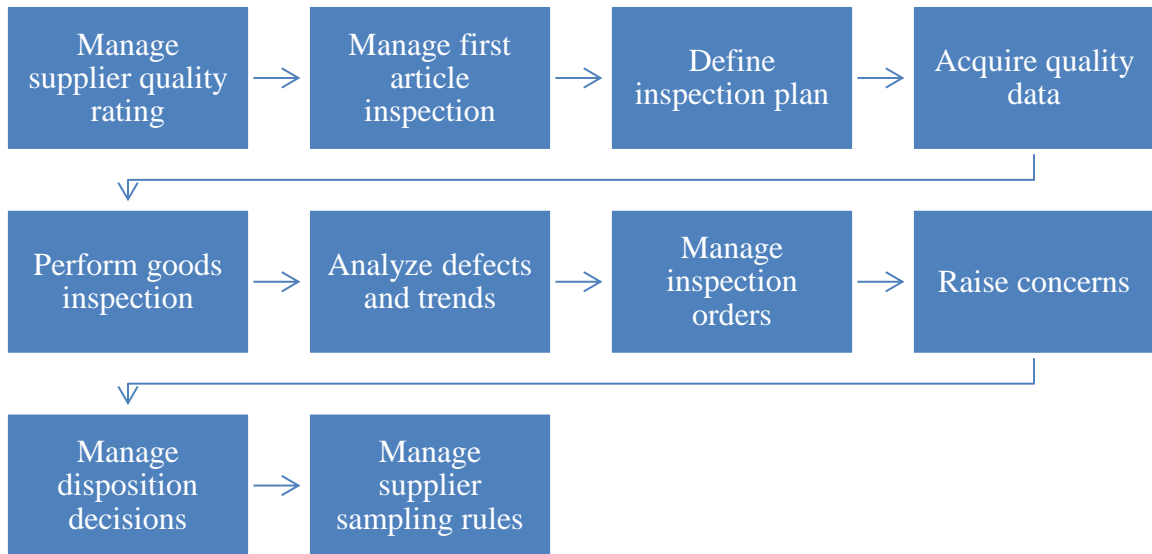 Manage
supplier quality
rating
Manage first
article
inspection
Define
inspection plan
Acquire quality
data
Perform goods
inspection
Analyze defects
and trends
Manage
inspection
orders
Raise concerns
Manage
disposition
decisions
Manage
supplier
sampling rules